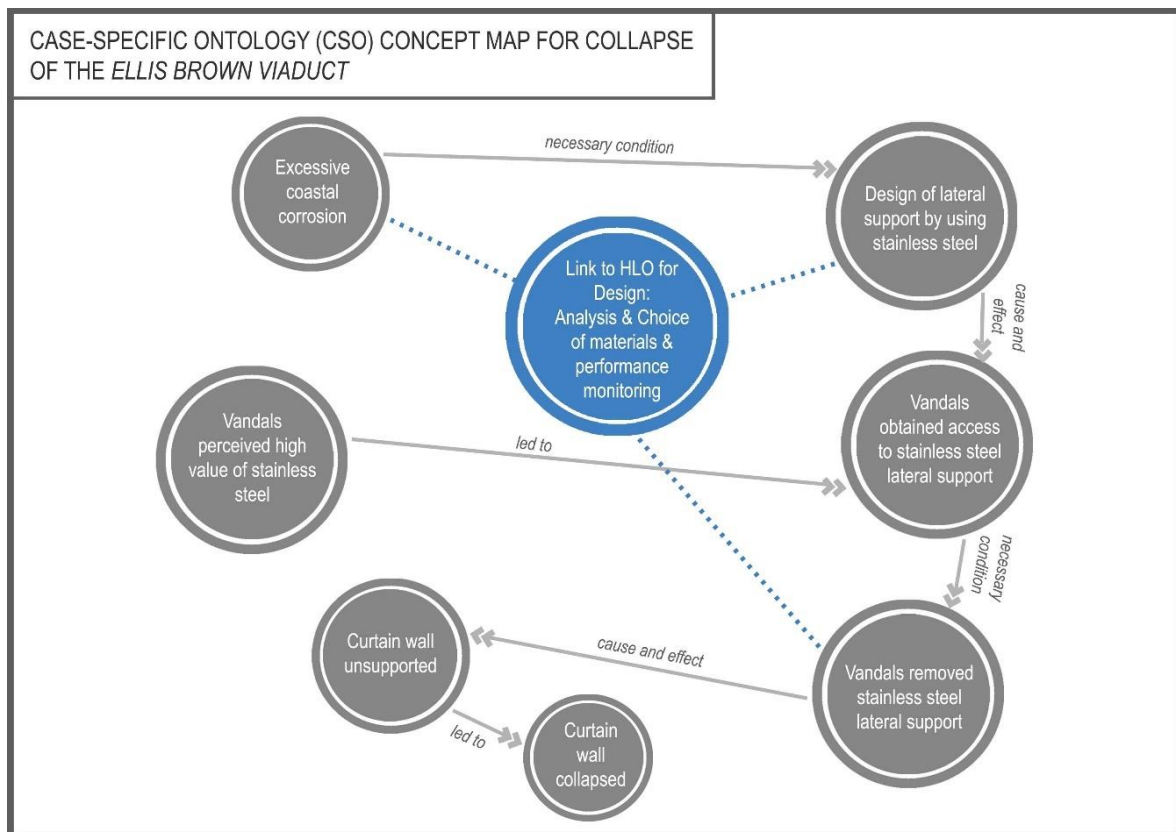 CASE-SPECIFIC ONTOLOGY (CSO) CONCEPT MAP FOR COLLAPSE
OF THE ELLIS BROWN VIADUCT
Excessive
coastal
corrosion
necessary condition
Design of lateral
support by using
stainless steel
Link to HLO for
Design:
Analysis & Choice
of materials &
performance
monitoring
cause and
effect
Vandals
perceived high
value of stainless
steel
led to
Vandals
obtained access
to stainless steel
lateral support
necessary
condition
Vandals removed
stainless steel
lateral support
cause and effect
Curtain wall
unsupported
led to
Curtain
wall
collapsed